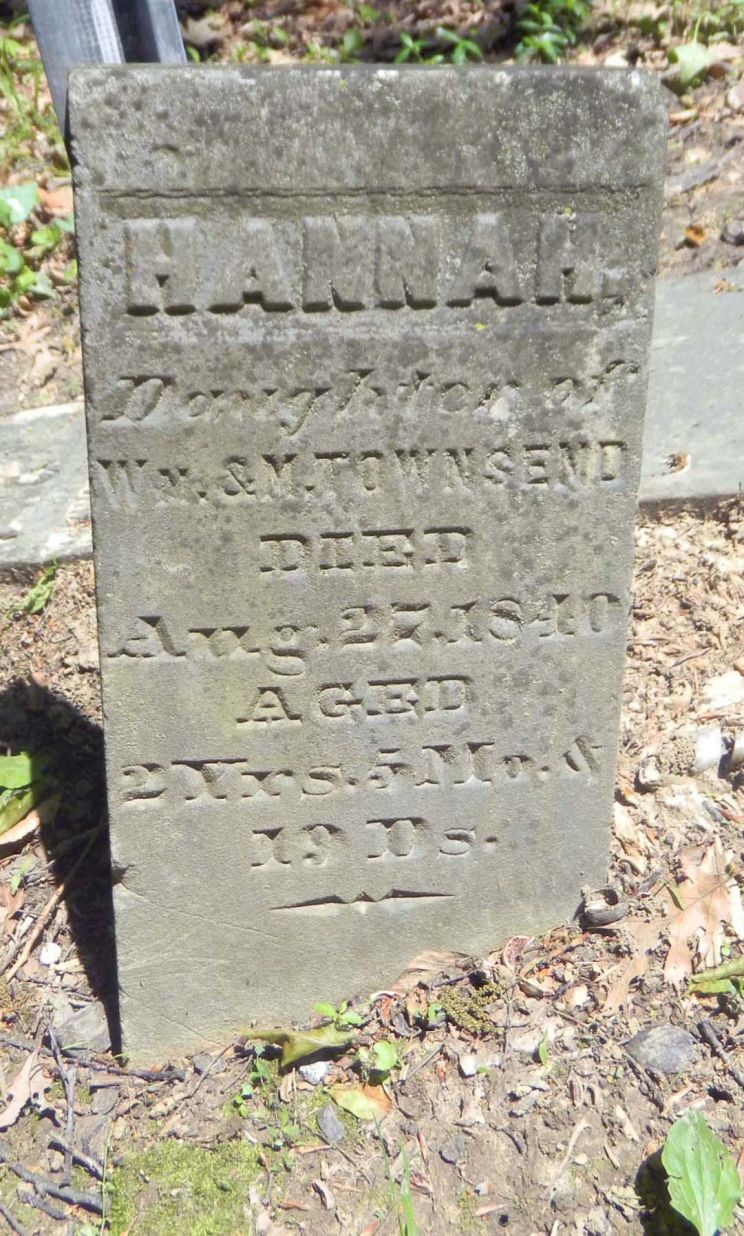 HANNAH.
Daughter of
Wm. & M. TOWNSEND
DIED
Aug. 27, 1840
AGED
2 Yrs. 5 Mo. &
19 Ds.